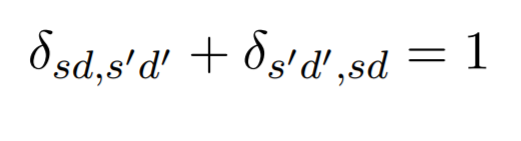 δ_{sd,s′d′} + δ_{s′d′,sd} = 1